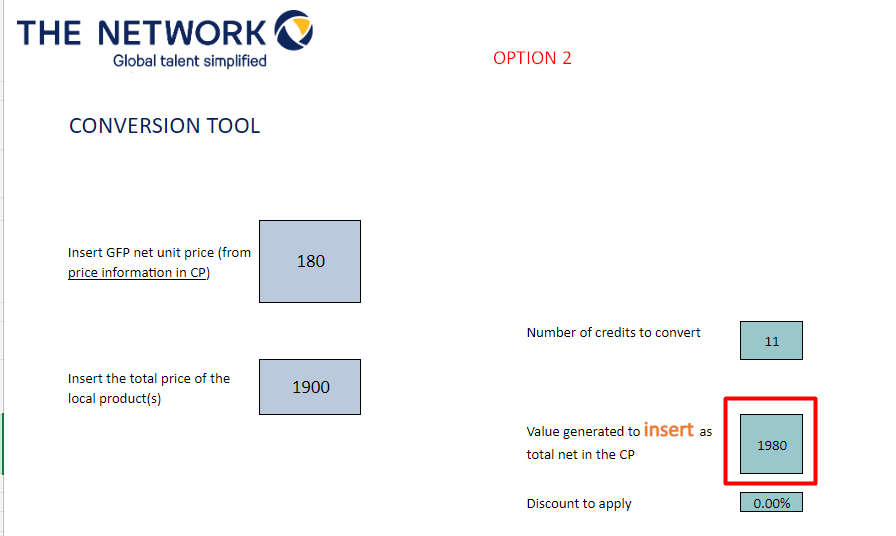 THE NETWORK
Global talent simplified
OPTION 2
CONVERSION TOOL
Insert GFP net unit price (from
price information in CP)
180
Number of credits to convert
11
Insert the total price of the
local product(s)
1900
Value generated to insert as
total net in the CP
1980
Discount to apply
0.00%